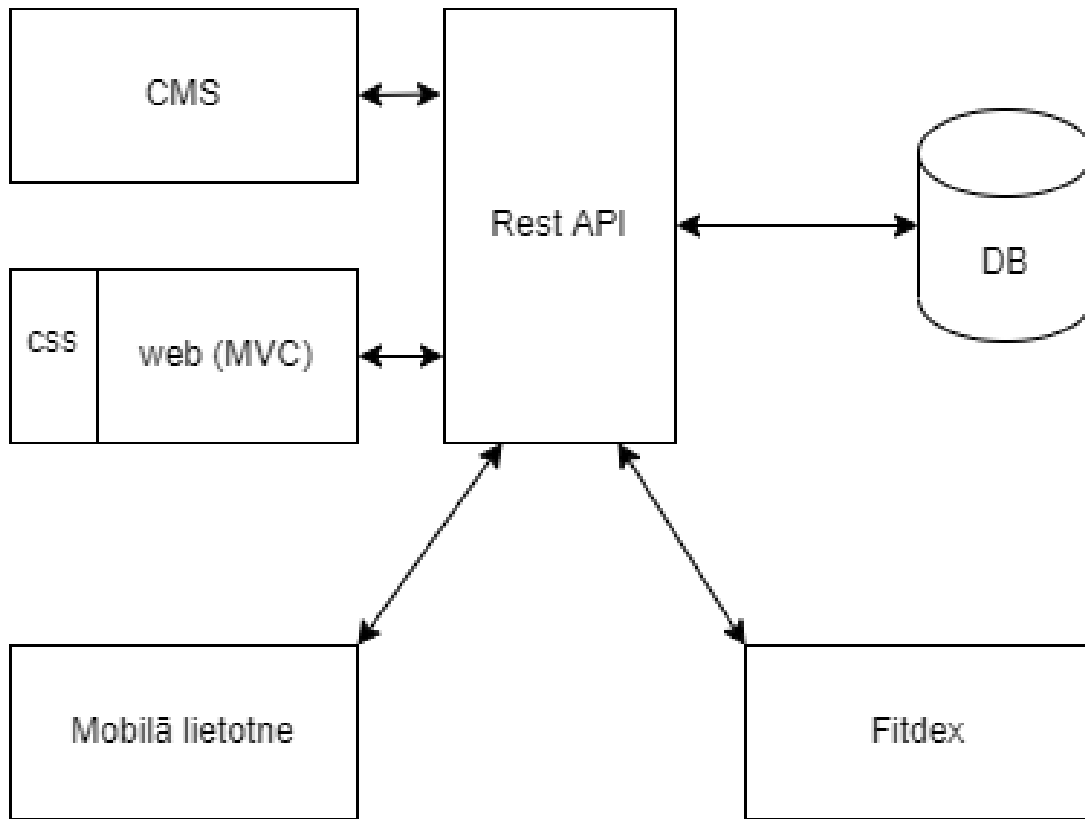 CMS
Rest API
DB
css
web (MVC)
Mobilā lietotne
Fitdex